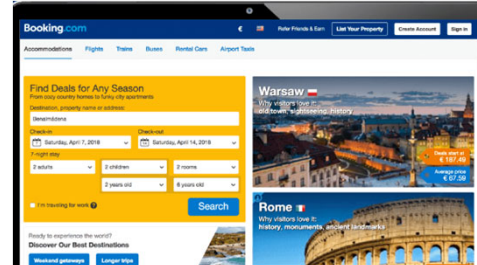 Booking.com
€
Refer Friends & Earn
List Your Property
Create Account
Sign in
Accommodations
Flights
Trains
Buses
Rental Cars
Airport Taxis
Find Deals for Any Season
From cozy country homes to funky city apartments
Destination, property name or address:
Benalmádena
Check-in
Check-out
Saturday, April 7, 2018
Saturday, April 14, 2018
7-night stay
2 adults
2 children
2 rooms
2 years old
6 years old
I'm traveling for work
Search
Ready to experience the world?
Discover Our Best Destinations
Weekend getaways
Longer trips
Warsaw
Why visitors love it:
old town, sightseeing, history
Deals start at
€ 187.49
Average price
€ 67.59
Rome
Why visitors love it:
history, monuments, ancient landmarks